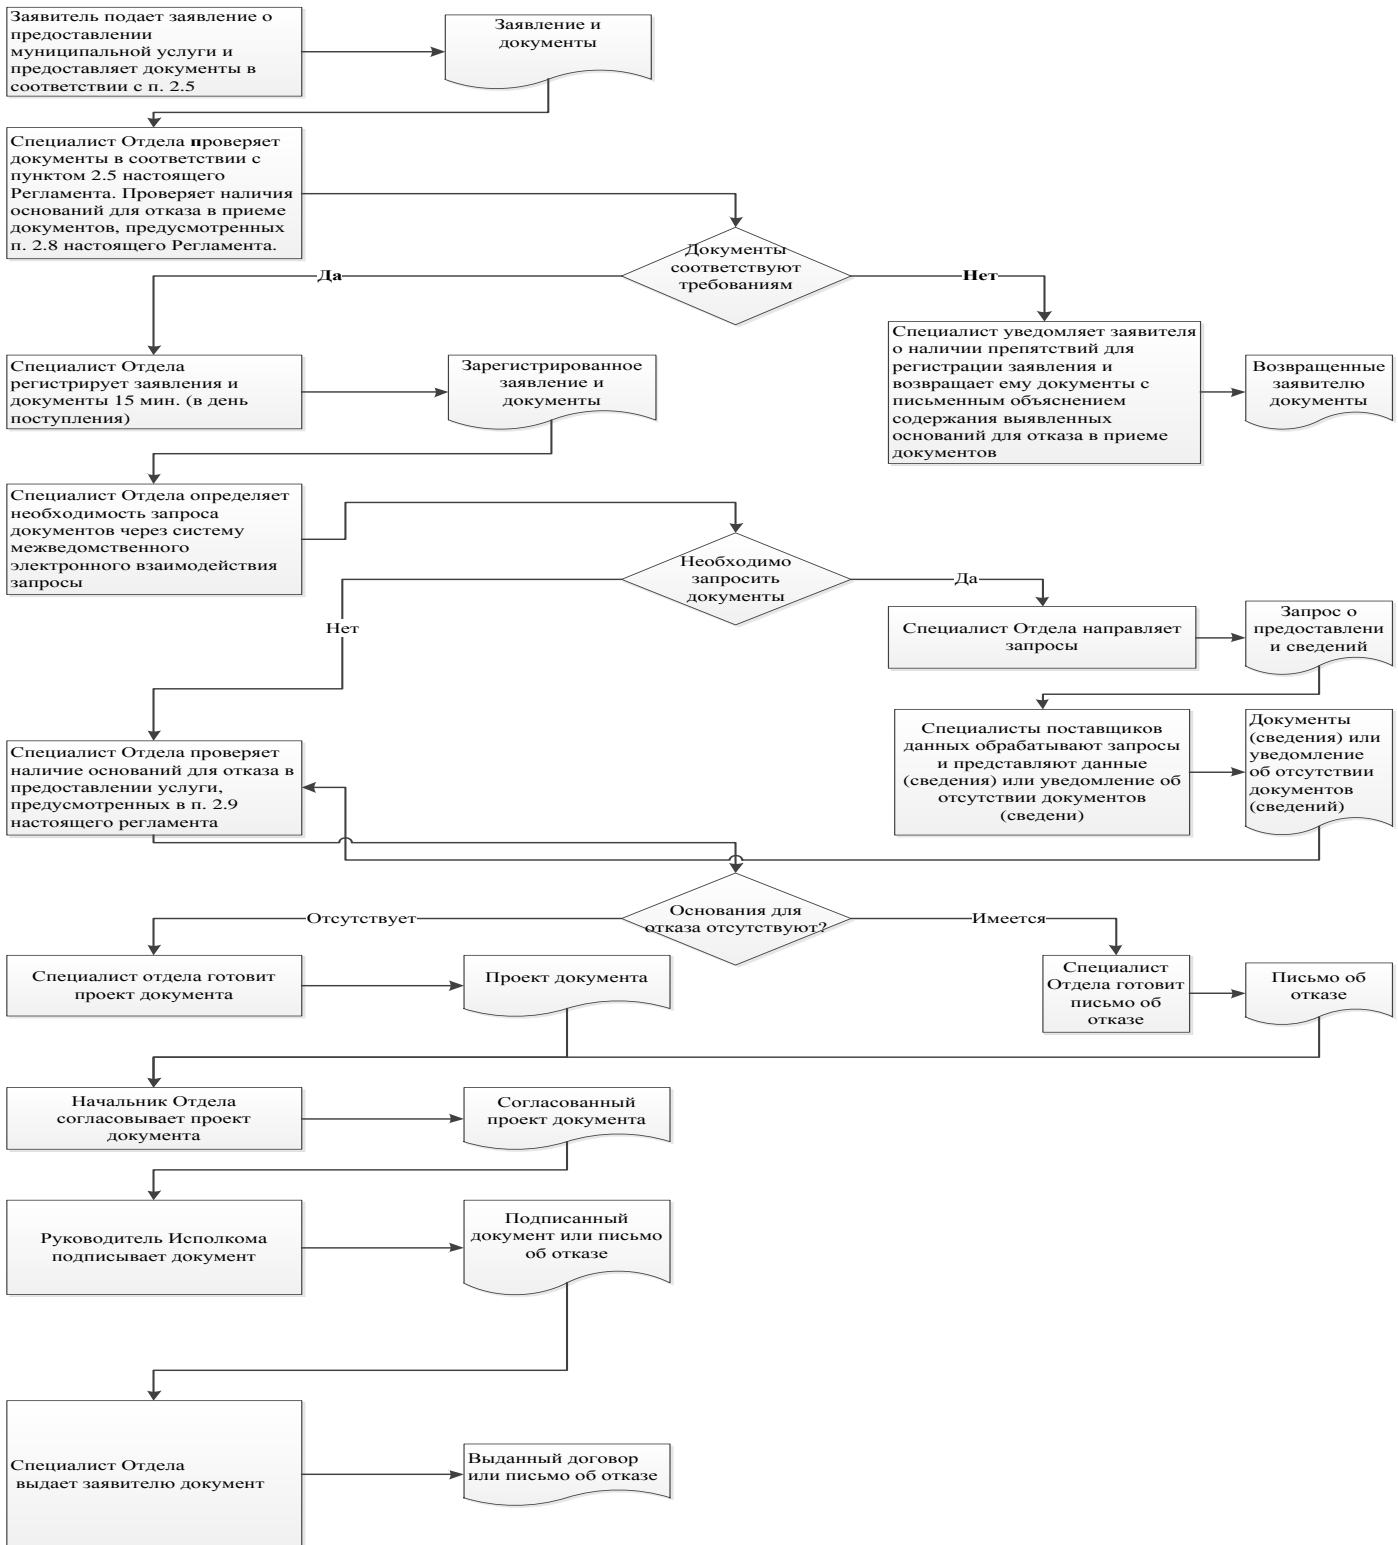 Заявитель подает заявление о
предоставлении
муниципальной услуги и
предоставляет документы в
соответствии с п. 2.5
Заявление и
документы
Специалист Отдела проверяет
документы в соответствии с
пунктом 2.5 настоящего
Регламента. Проверяет наличия
оснований для отказа в приеме
документов, предусмотренных
п. 2.8 настоящего Регламента.
Документы
соответствуют
требованиям
Да
Нет
Специалист Отдела
регистрирует заявления и
документы 15 мин. (в день
поступления)
Зарегистрированное
заявление и
документы
Специалист уведомляет заявителя
о наличии препятствий для
регистрации заявления и
возвращает ему документы с
письменным объяснением
содержания выявленных
оснований для отказа в приеме
документов
Возвращенные
заявителю
документы
Специалист Отдела определяет
необходимость запроса
документов через систему
межведомственного
электронного взаимодействия
запросы
Необходимо
запросить
документы
Да
Нет
Специалист Отдела направляет
запросы
Запрос о
предоставлени
и сведений
Специалисты поставщиков
данных обрабатывают запросы
и представляют данные
(сведения) или уведомление об
отсутствии документов
(сведени)
Документы
(сведения) или
уведомление
об отсутствии
документов
(сведений)
Специалист Отдела проверяет
наличие оснований для отказа в
предоставлении услуги,
предусмотренных в п. 2.9
настоящего регламента
Основания для
отказа отсутствуют?
Отсутствует
Имеется
Специалист отдела готовит
проект документа
Проект документа
Специалист
Отдела готовит
письмо об
отказе
Письмо об
отказе
Начальник Отдела
согласовывает проект
документа
Согласованный
проект документа
Руководитель Исполкома
подписывает документ
Подписанный
документ или письмо
об отказе
Специалист Отдела
выдает заявителю документ
Выданный договор
или письмо об отказе